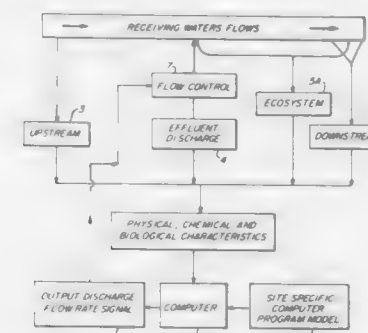 RECEIVING WATERS FLOWS
7
FLOW CONTROL
5A
3
ECOSYSTEM
UPSTREAM
EFFLUENT
DISCHARGE
DOWNSTRE
4
PHYSICAL, CHEMICAL AND
BIOLOGICAL CHARACTERISTICS
OUTPUT DISCHARGE
FLOW RATE SIGNAL
COMPUTER
SITE SPECIFIC
COMPUTER
PROGRAM MODEL